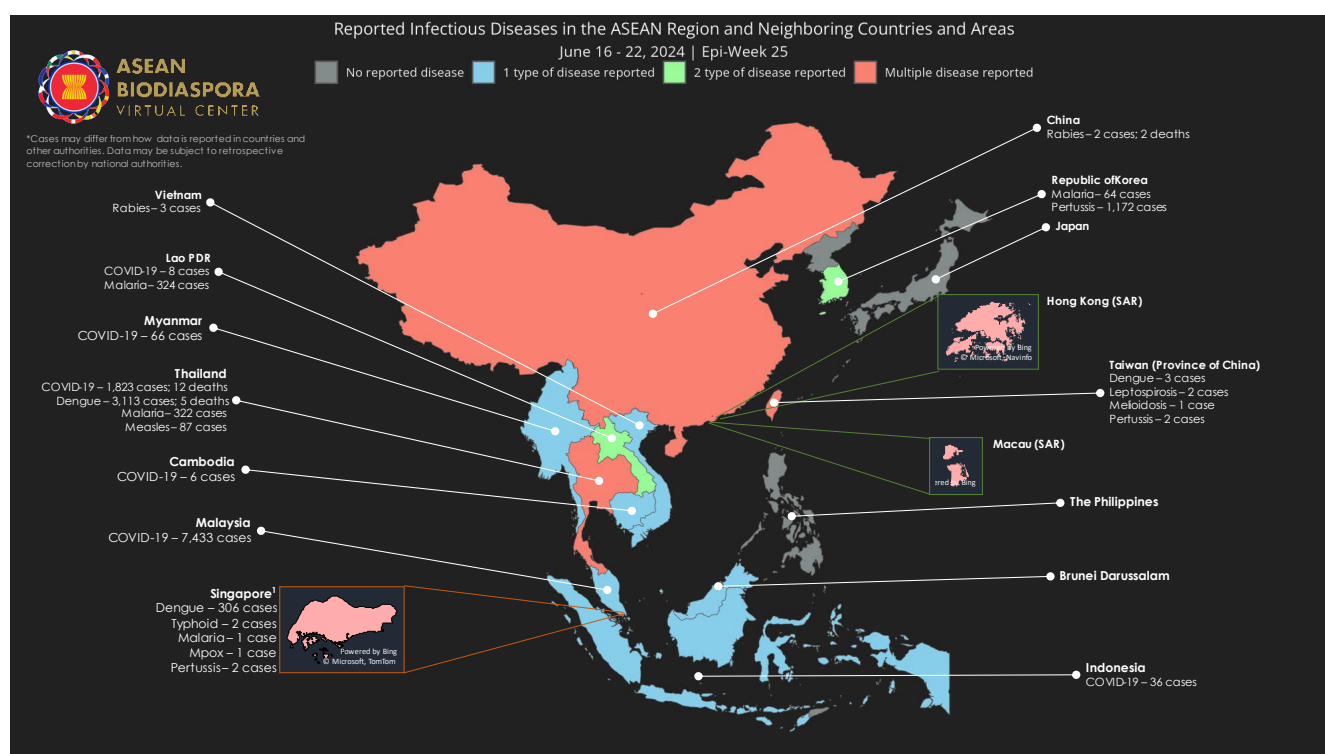 Reported Infectious Diseases in the ASEAN Region and Neighboring Countries and Areas
June 16 - 22, 2024 | Epi-Week 25
No reported disease
1 type of disease reported
2 type of disease reported
Multiple disease reported
ASEAN
BIODIASPORA
VIRTUAL CENTER
*Cases may differ from how data is reported in countries and
other authorities. Data may be subject to retrospective
correction by national authorities.
Vietnam
Rabies – 3 cases
Lao PDR
COVID-19 – 8 cases
Malaria – 324 cases
Myanmar
COVID-19 – 66 cases
Thailand
COVID-19 – 1,823 cases; 12 deaths
Dengue – 3,113 cases; 5 deaths
Malaria – 322 cases
Measles – 87 cases
Cambodia
COVID-19 – 6 cases
Malaysia
COVID-19 – 7,433 cases
Singapore1
Dengue – 306 cases
Typhoid – 2 cases
Malaria – 1 case
Mpox – 1 case
Pertussis – 2 cases
Powered by Bing
© Microsoft, TomTom
China
Rabies – 2 cases; 2 deaths
Republic ofKorea
Malaria – 64 cases
Pertussis – 1,172 cases
Japan
Hong Kong (SAR)
Powered by Bing
© Microsoft, Navinfo
Taiwan (Province of China)
Dengue – 3 cases
Leptospirosis – 2 cases
Melioidosis – 1 case
Pertussis – 2 cases
Macau (SAR)
ered by Bing
The Philippines
Brunei Darussalam
Indonesia
COVID-19 – 36 cases